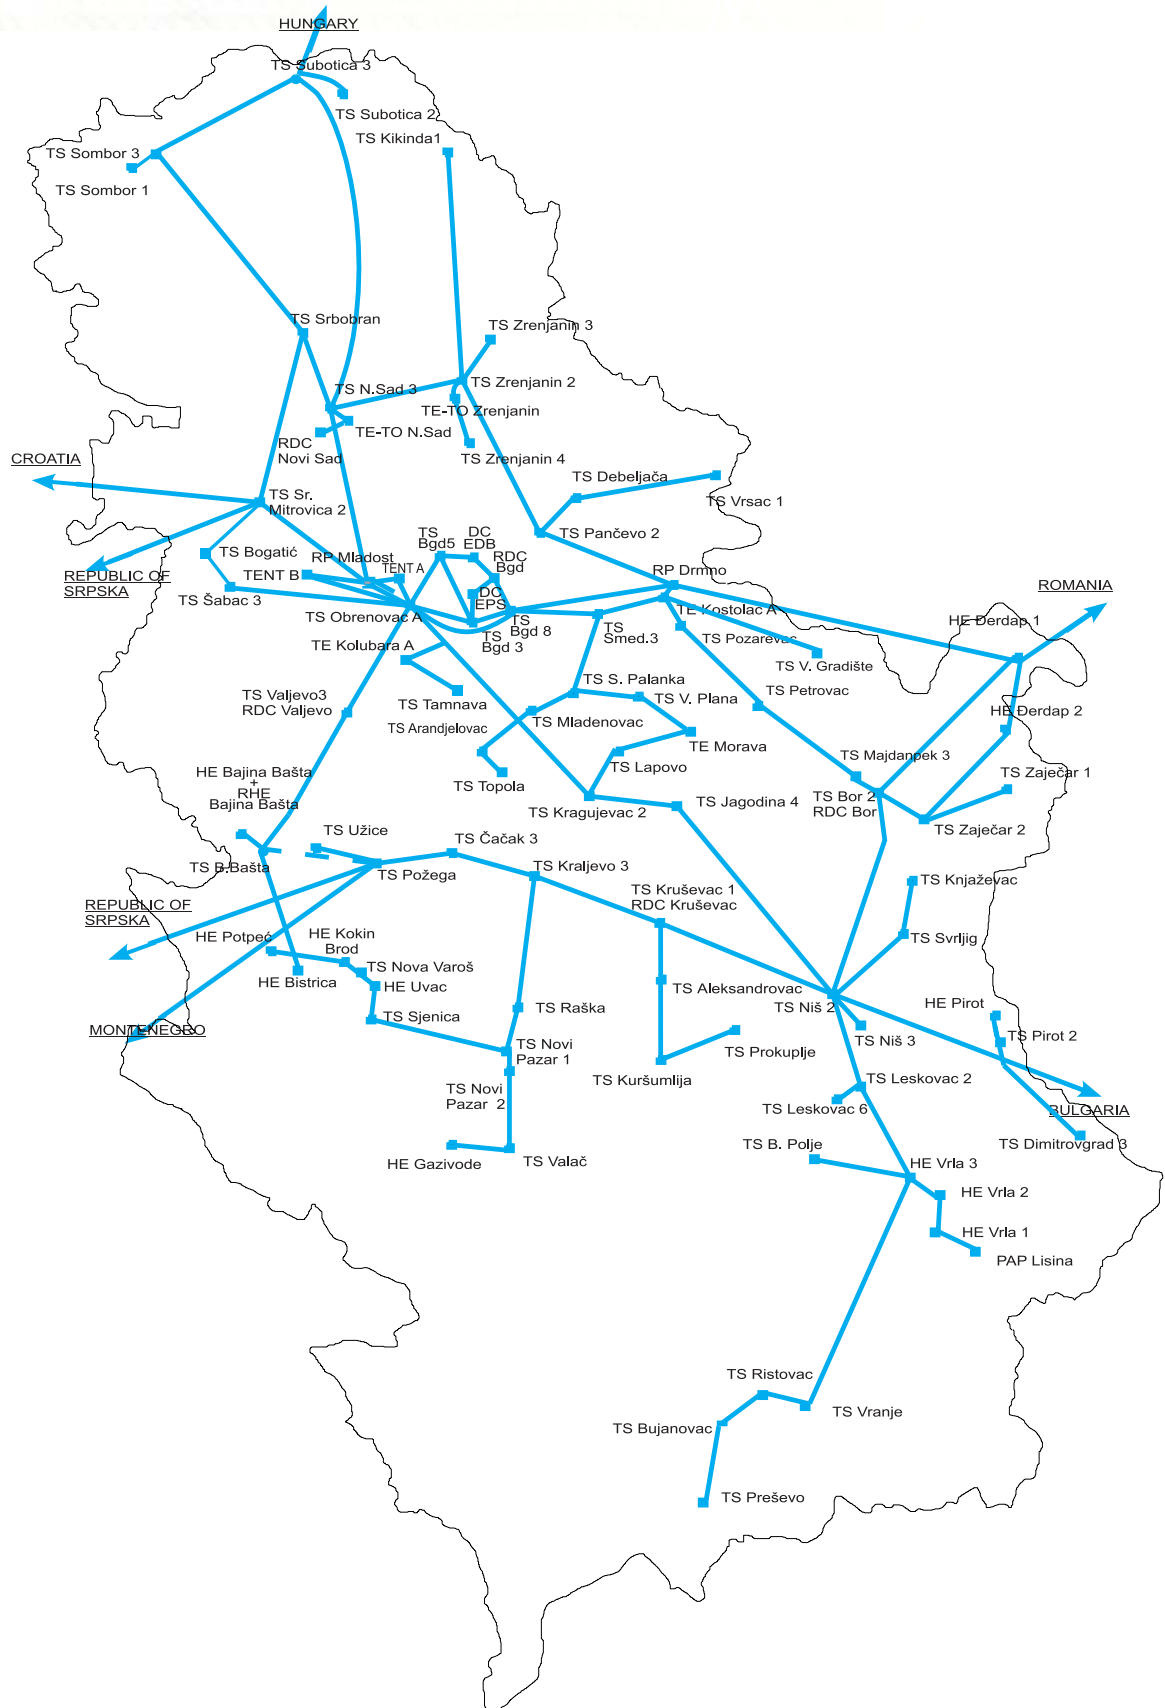 HUNGARY
TS Subotica 3
TS Subotica 2
TS Kikinda1
TS Sombor 3
TS Sombor 1
TS Srbobran
TS Zrenjanin 3
TS N.Sad 3
TS Zrenjanin 2
TE-TO Zrenjanin
TE-TO N.Sad
RDC
Novi Sad
TS Zrenjanin 4
CROATIA
TS Debeljača
TS Vrsac 1
TS Sr.
Mitrovica 2
TS Pančevo 2
TS Bogatić
RP Mladost
TENT A
TS
Bgd5
DC
EDB
RDC
Bgd
REPUBLIC OF
SRPSKA
TENT B
RP Drmno
ROMANIA
TS Šabac 3
DC
EPS
TS Obrenovac A
TS
Bgd 3
TS
Bgd 8
TE Kostolac A
HE Đerdap 1
TE Kolubara A
TS
Smed.3
TS Pozarevac
TS V. Gradište
TS Tamnava
TS S. Palanka
TS V. Plana
TS Petrovac
TS Valjevo3
RDC Valjevo
TS Arandjelovac
TS Mladenovac
HE Đerdap 2
TE Morava
TS Majdanpek 3
TS Lapovo
HE Bajina Bašta
+
RHE
Bajina Bašta
TS Topola
TS Zaječar 1
TS Kragujevac 2
TS Jagodina 4
TS Bor 2
RDC Bor
TS Zaječar 2
TS Užice
TS Čačak 3
TS B.Bašta
TS Požega
TS Kraljevo 3
TS Knjaževac
TS Kruševac 1
RDC Kruševac
REPUBLIC OF
SRPSKA
HE Potpeć
HE Kokin
Brod
TS Svrljig
TS Nova Varoš
HE Bistrica
HE Uvac
TS Aleksandrovac
TS Niš 2
HE Pirot
TS Raška
TS Sjenica
MONTENEGRO
TS Niš 3
TS Pirot 2
TS Novi
Pazar 1
TS Prokuplje
TS Kuršumlija
TS Leskovac 2
TS Novi
Pazar 2
TS Leskovac 6
BULGARIA
TS B. Polje
TS Dimitrovgrad 3
HE Gazivode
TS Valač
HE Vrla 3
HE Vrla 2
HE Vrla 1
PAP Lisina
TS Ristovac
TS Vranje
TS Bujanovac
TS Preševo